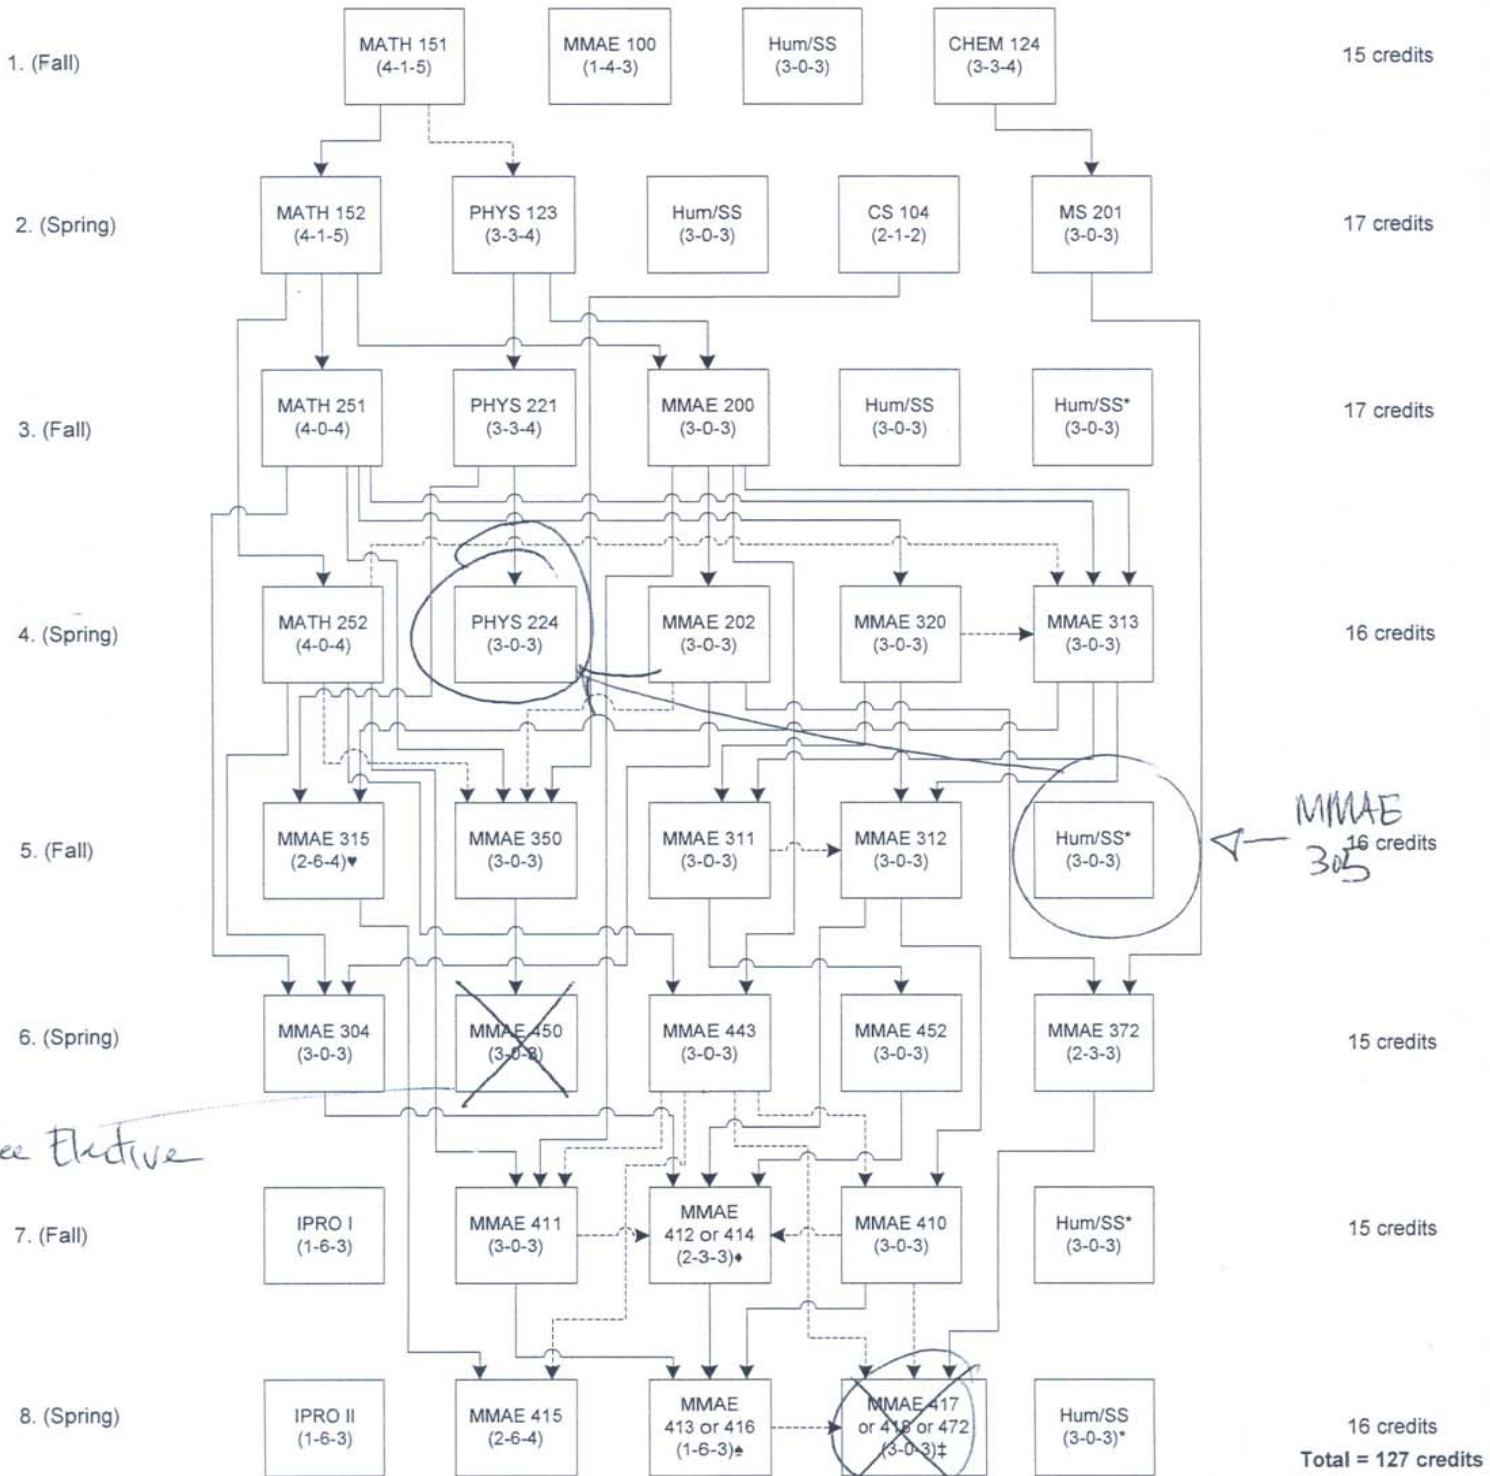 1. (Fall)
MATH 151
(4-1-5)
MMAE 100
(1-4-3)
Hum/SS
(3-0-3)
CHEM 124
(3-3-4)
15 credits
2. (Spring)
MATH 152
(4-1-5)
PHYS 123
(3-3-4)
Hum/SS
(3-0-3)
CS 104
(2-1-2)
MS 201
(3-0-3)
17 credits
3. (Fall)
MATH 251
(4-0-4)
PHYS 221
(3-3-4)
MMAE 200
(3-0-3)
Hum/SS
(3-0-3)
Hum/SS*
(3-0-3)
17 credits
4. (Spring)
MATH 252
(4-0-4)
PHYS 224
(3-0-3)
MMAE 202
(3-0-3)
MMAE 320
(3-0-3)
MMAE 313
(3-0-3)
16 credits
5. (Fall)
MMAE 315
(2-6-4)♥
MMAE 350
(3-0-3)
MMAE 311
(3-0-3)
MMAE 312
(3-0-3)
Hum/SS*
(3-0-3)
MMAE
305
16 credits
6. (Spring)
MMAE 304
(3-0-3)
MMAE 450
(3-0-3)
MMAE 443
(3-0-3)
MMAE 452
(3-0-3)
MMAE 372
(2-3-3)
15 credits
ee Elective
7. (Fall)
IPRO I
(1-6-3)
MMAE 411
(3-0-3)
MMAE
412 or 414
(2-3-3)♦
MMAE 410
(3-0-3)
Hum/SS*
(3-0-3)
15 credits
8. (Spring)
IPRO II
(1-6-3)
MMAE 415
(2-6-4)
MMAE
413 or 416
(1-6-3)♠
MMAE 417
or 418 or 472
(3-0-3)‡
Hum/SS
(3-0-3)*
16 credits
Total = 127 credits